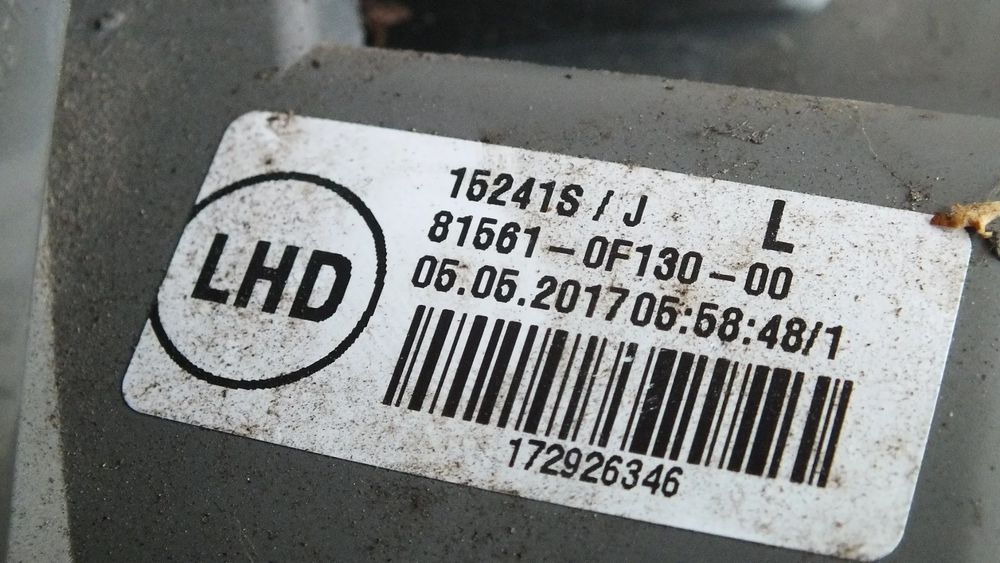 LHD
15241S / J L
81561-0F130-00
05.05.2017 05:58:48/1
172926346